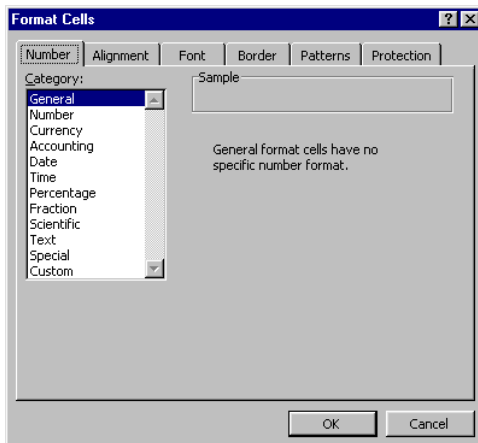 Format Cells
Number Alignment Font Border Patterns Protection
Category:
General
Number
Currency
Accounting
Date
Time
Percentage
Fraction
Scientific
Text
Special
Custom
Sample
General format cells have no
specific number format.
OK Cancel